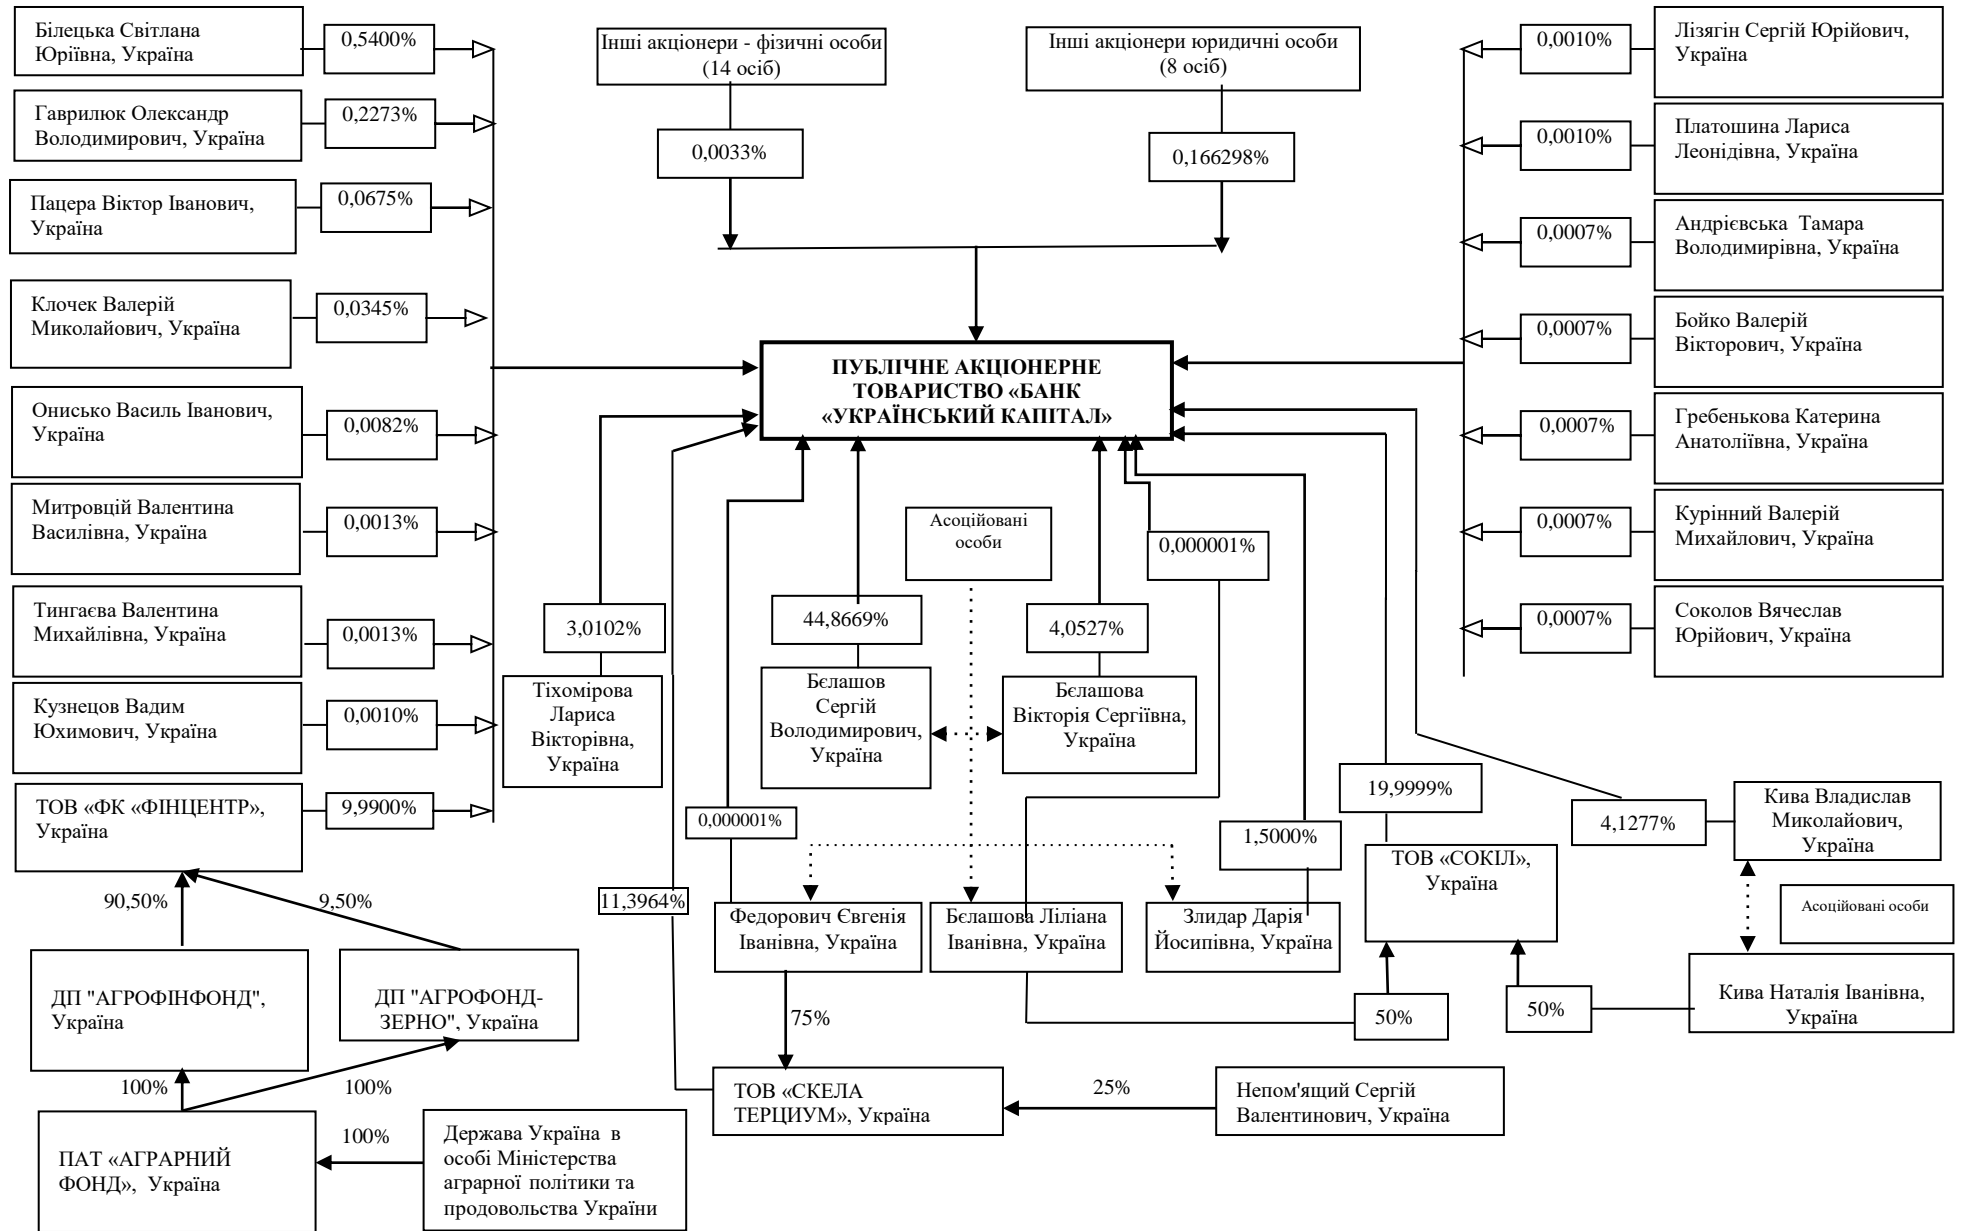 Білецька Світлана
Юріївна, Україна
0,5400%
Гаврилюк Олександр
Володимирович, Україна
0,2273%
Пацера Віктор Іванович,
Україна
0,0675%
Клочек Валерій
Миколайович, Україна
0,0345%
Онисько Василь Іванович,
Україна
0,0082%
Митровцій Валентина
Василівна, Україна
0,0013%
Тингаєва Валентина
Михайлівна, Україна
0,0013%
Кузнецов Вадим
Юхимович, Україна
0,0010%
ТОВ «ФК «ФІНЦЕНТР»,
Україна
9,9900%
90,50%
9,50%
ДП "АГРОФІНФОНД",
Україна
ДП "АГРОФОНД-
ЗЕРНО", Україна
100%
100%
ПАТ «АГРАРНИЙ
ФОНД», Україна
100%
Держава Україна в
особі Міністерства
аграрної політики та
продовольства України
Інші акціонери - фізичні особи
(14 осіб)
0,0033%
Інші акціонери юридичні особи
(8 осіб)
0,166298%
ПУБЛІЧНЕ АКЦІОНЕРНЕ
ТОВАРИСТВО «БАНК
«УКРАЇНСЬКИЙ КАПІТАЛ»
Асоційовані
особи
0,000001%
3,0102%
44,8669%
4,0527%
Тіхомірова
Лариса
Вікторівна,
Україна
Бєлашов
Сергій
Володимирович,
Україна
Бєлашова
Вікторія Сергіївна,
Україна
0,000001%
1,5000%
19,9999%
4,1277%
Кива Владислав
Миколайович,
Україна
ТОВ «СОКІЛ»,
Україна
11,3964%
Федорович Євгенія
Іванівна, Україна
Бєлашова Ліліана
Іванівна, Україна
Злидар Дарія
Йосипівна, Україна
Асоційовані особи
75%
50%
50%
Кива Наталія Іванівна,
Україна
ТОВ «СКЕЛА
ТЕРЦИУМ», Україна
25%
Непом'ящий Сергій
Валентинович, Україна
0,0010%
Лізягін Сергій Юрійович,
Україна
0,0010%
Платошина Лариса
Леонідівна, Україна
0,0007%
Андрієвська Тамара
Володимирівна, Україна
0,0007%
Бойко Валерій
Вікторович, Україна
0,0007%
Гребенькова Катерина
Анатоліївна, Україна
0,0007%
Курінний Валерій
Михайлович, Україна
0,0007%
Соколов Вячеслав
Юрійович, Україна